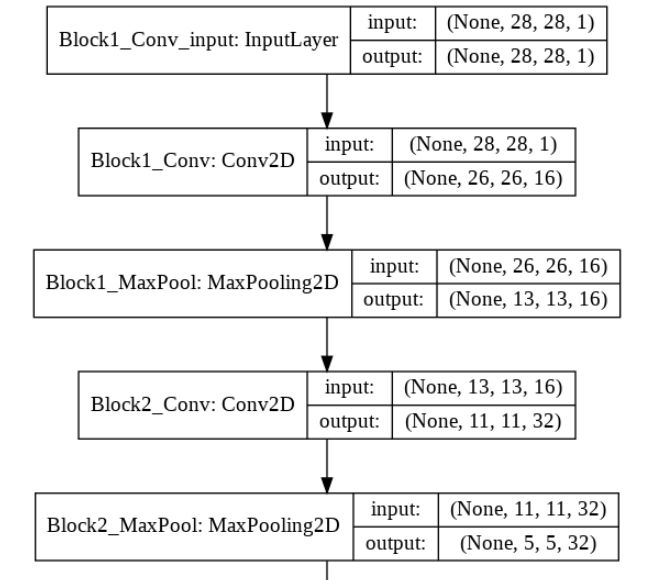 Block1_Conv_input: InputLayer
input: (None, 28, 28, 1)
output: (None, 28, 28, 1)
Block1_Conv: Conv2D
input: (None, 28, 28, 1)
output: (None, 26, 26, 16)
Block1_MaxPool: MaxPooling2D
input: (None, 26, 26, 16)
output: (None, 13, 13, 16)
Block2_Conv: Conv2D
input: (None, 13, 13, 16)
output: (None, 11, 11, 32)
Block2_MaxPool: MaxPooling2D
input: (None, 11, 11, 32)
output: (None, 5, 5, 32)